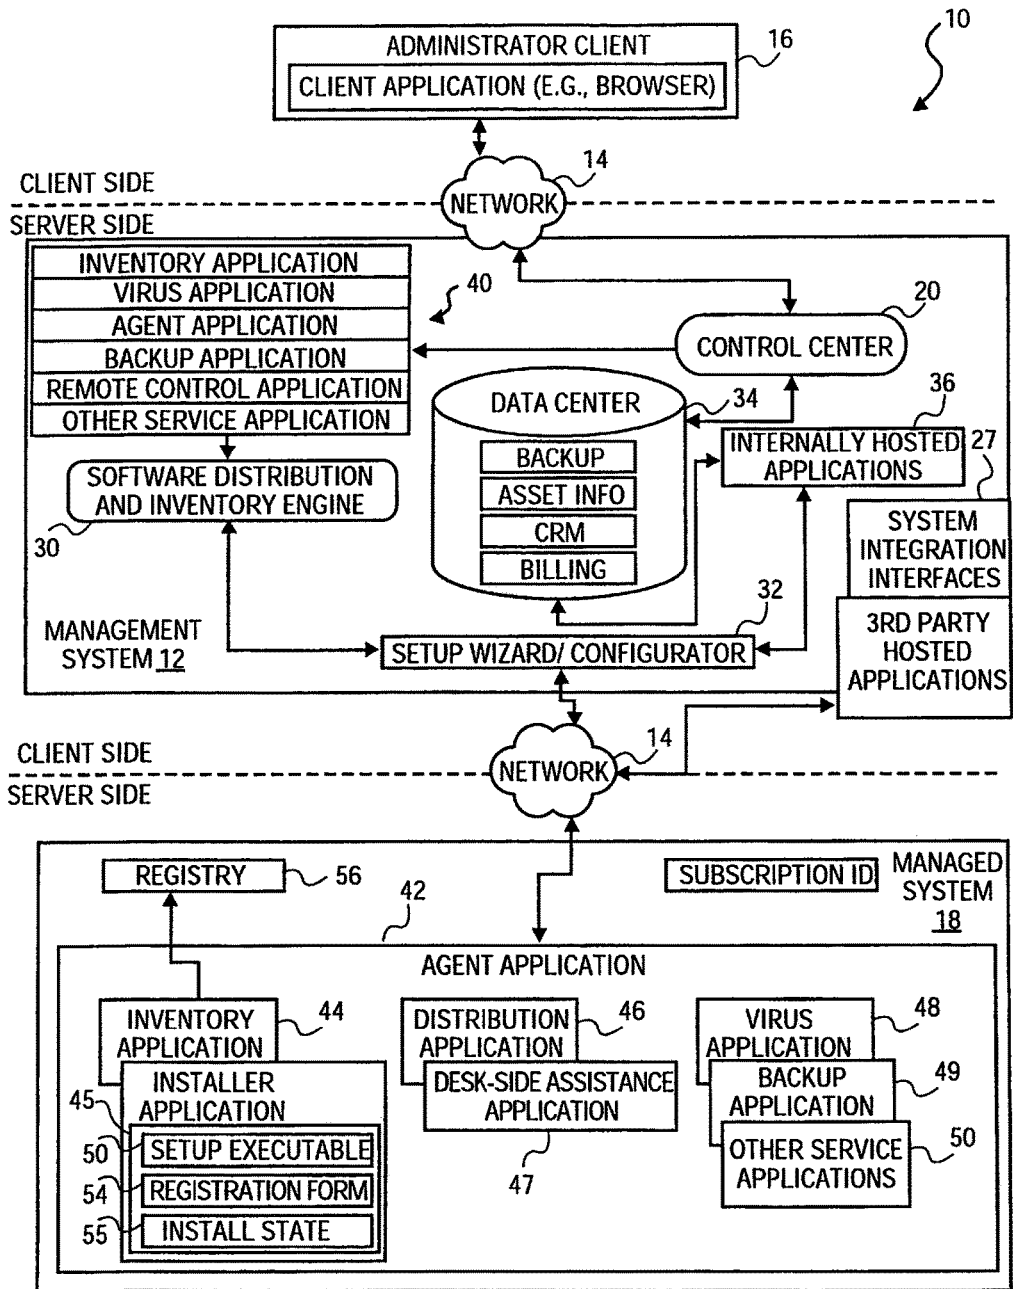 10
ADMINISTRATOR CLIENT
16
CLIENT APPLICATION (E.G., BROWSER)
14
CLIENT SIDE
NETWORK
SERVER SIDE
INVENTORY APPLICATION
VIRUS APPLICATION
AGENT APPLICATION
BACKUP APPLICATION
REMOTE CONTROL APPLICATION
OTHER SERVICE APPLICATION
40
20
CONTROL CENTER
DATA CENTER
34
BACKUP
ASSET INFO
CRM
BILLING
36
INTERNALLY HOSTED
APPLICATIONS
27
SOFTWARE DISTRIBUTION
AND INVENTORY ENGINE
30
SYSTEM
INTEGRATION
INTERFACES
3RD PARTY
HOSTED
APPLICATIONS
MANAGEMENT
SYSTEM 12
32
SETUP WIZARD/ CONFIGURATOR
14
CLIENT SIDE
NETWORK
SERVER SIDE
REGISTRY
56
SUBSCRIPTION ID
MANAGED
SYSTEM
18
42
AGENT APPLICATION
INVENTORY
APPLICATION
44
INSTALLER
APPLICATION
45
50
SETUP EXECUTABLE
54
REGISTRATION FORM
55
INSTALL STATE
DISTRIBUTION
APPLICATION
46
DESK-SIDE ASSISTANCE
APPLICATION
47
VIRUS
APPLICATION
48
BACKUP
APPLICATION
49
OTHER SERVICE
APPLICATIONS
50